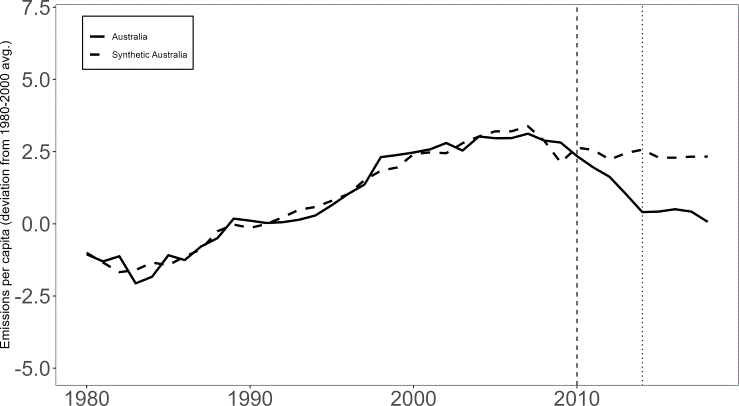 Emissions per capita (deviation from 1980-2000 avg.)
7.5
5.0
2.5
0.0
-2.5
-5.0
Australia
Synthetic Australia
1980 1990 2000 2010